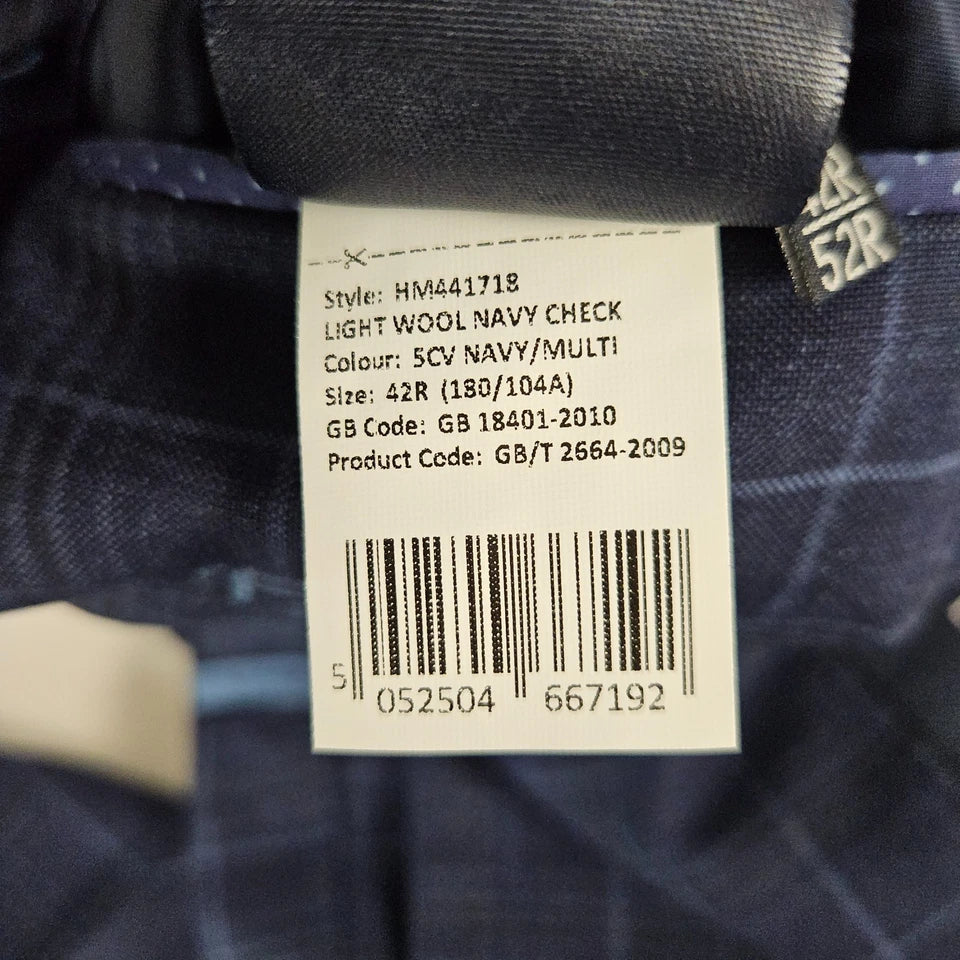 Style: HM441718
LIGHT WOOL NAVY CHECK
Colour: 5CV NAVY/MULTI
Size: 42R (180/104A)
GB Code: GB 18401-2010
Product Code: GB/T 2664-2009
5 052504 667192
52R